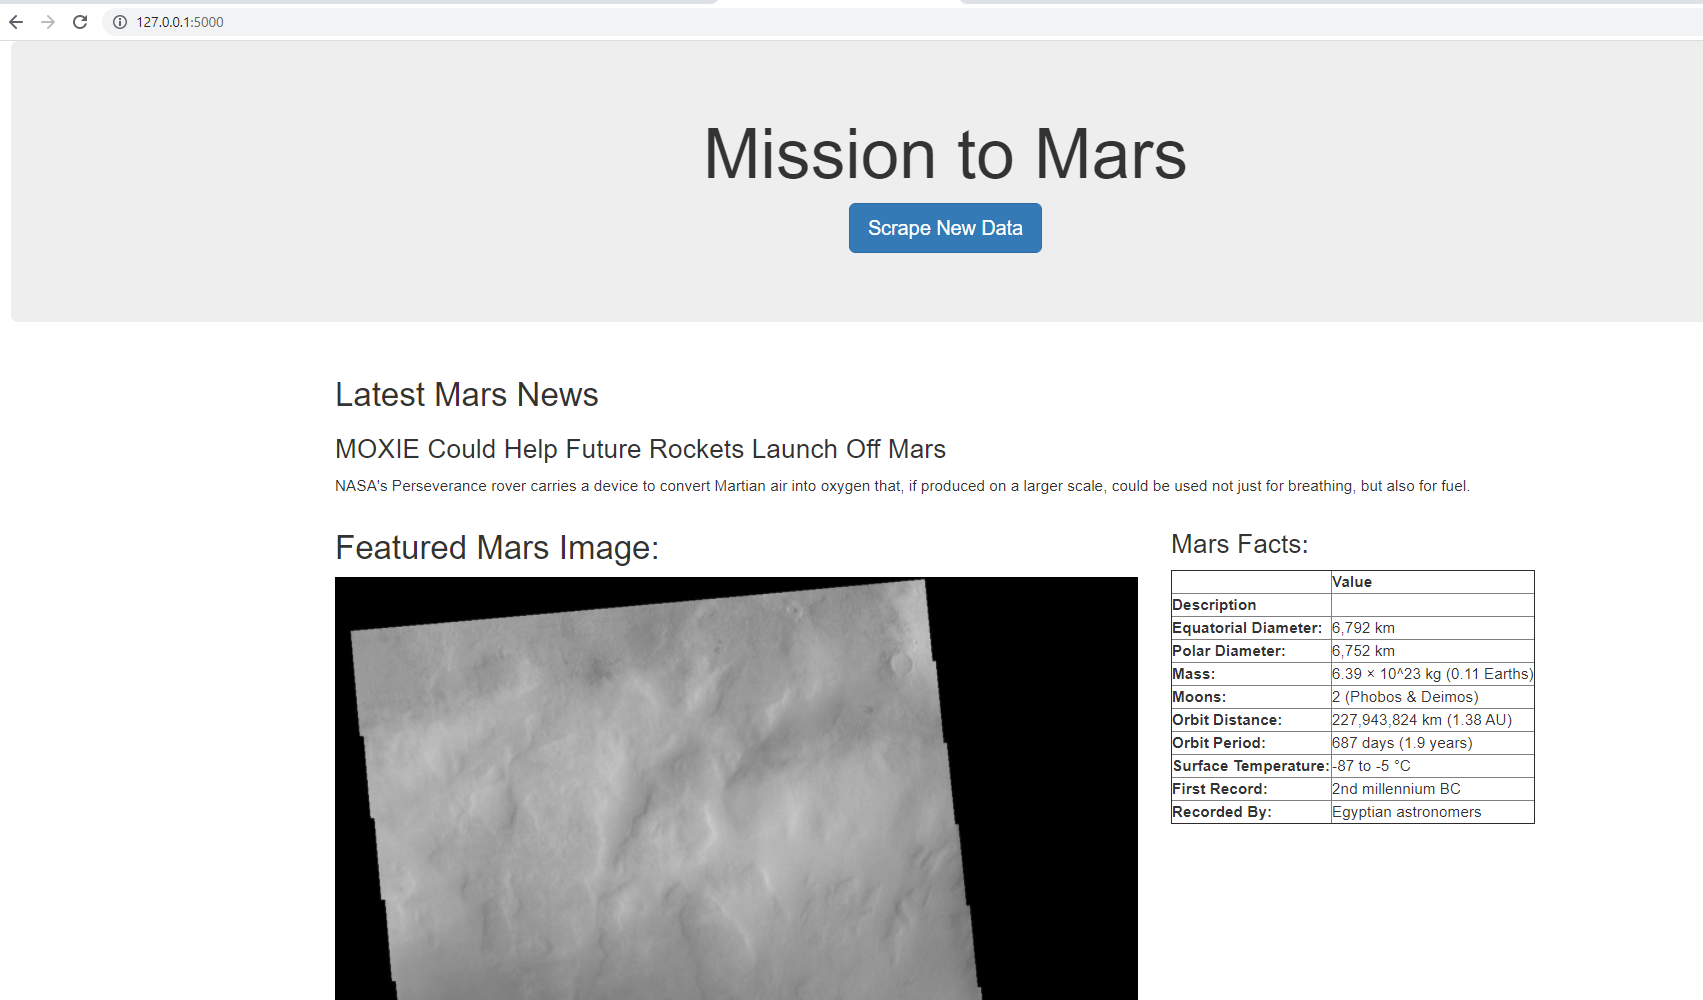 127.0.0.1:5000
Mission to Mars
Scrape New Data
Latest Mars News
MOXIE Could Help Future Rockets Launch Off Mars
NASA's Perseverance rover carries a device to convert Martian air into oxygen that, if produced on a larger scale, could be used not just for breathing, but also for fuel.
Featured Mars Image:
Mars Facts:
Value
Description
Equatorial Diameter: 6,792 km
Polar Diameter: 6,752 km
Mass: 6.39 × 10^23 kg (0.11 Earths)
Moons: 2 (Phobos & Deimos)
Orbit Distance: 227,943,824 km (1.38 AU)
Orbit Period: 687 days (1.9 years)
Surface Temperature: -87 to -5 °C
First Record: 2nd millennium BC
Recorded By: Egyptian astronomers